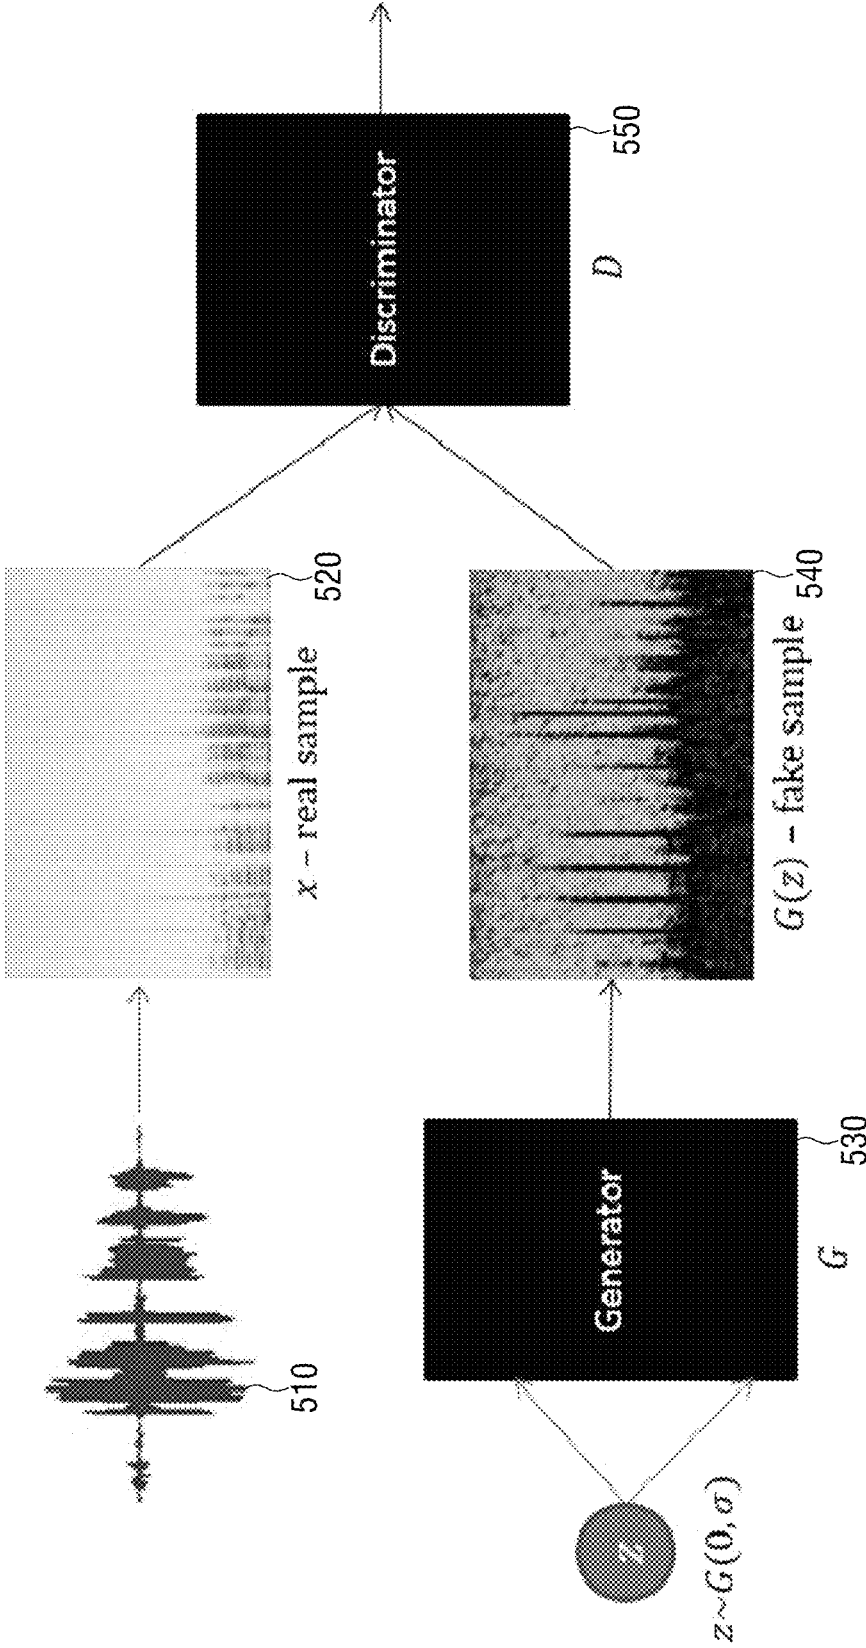 510
x – real sample
520
z
z~G(0, σ)
Generator
G
530
G(z) – fake sample
540
Discriminator
D
550